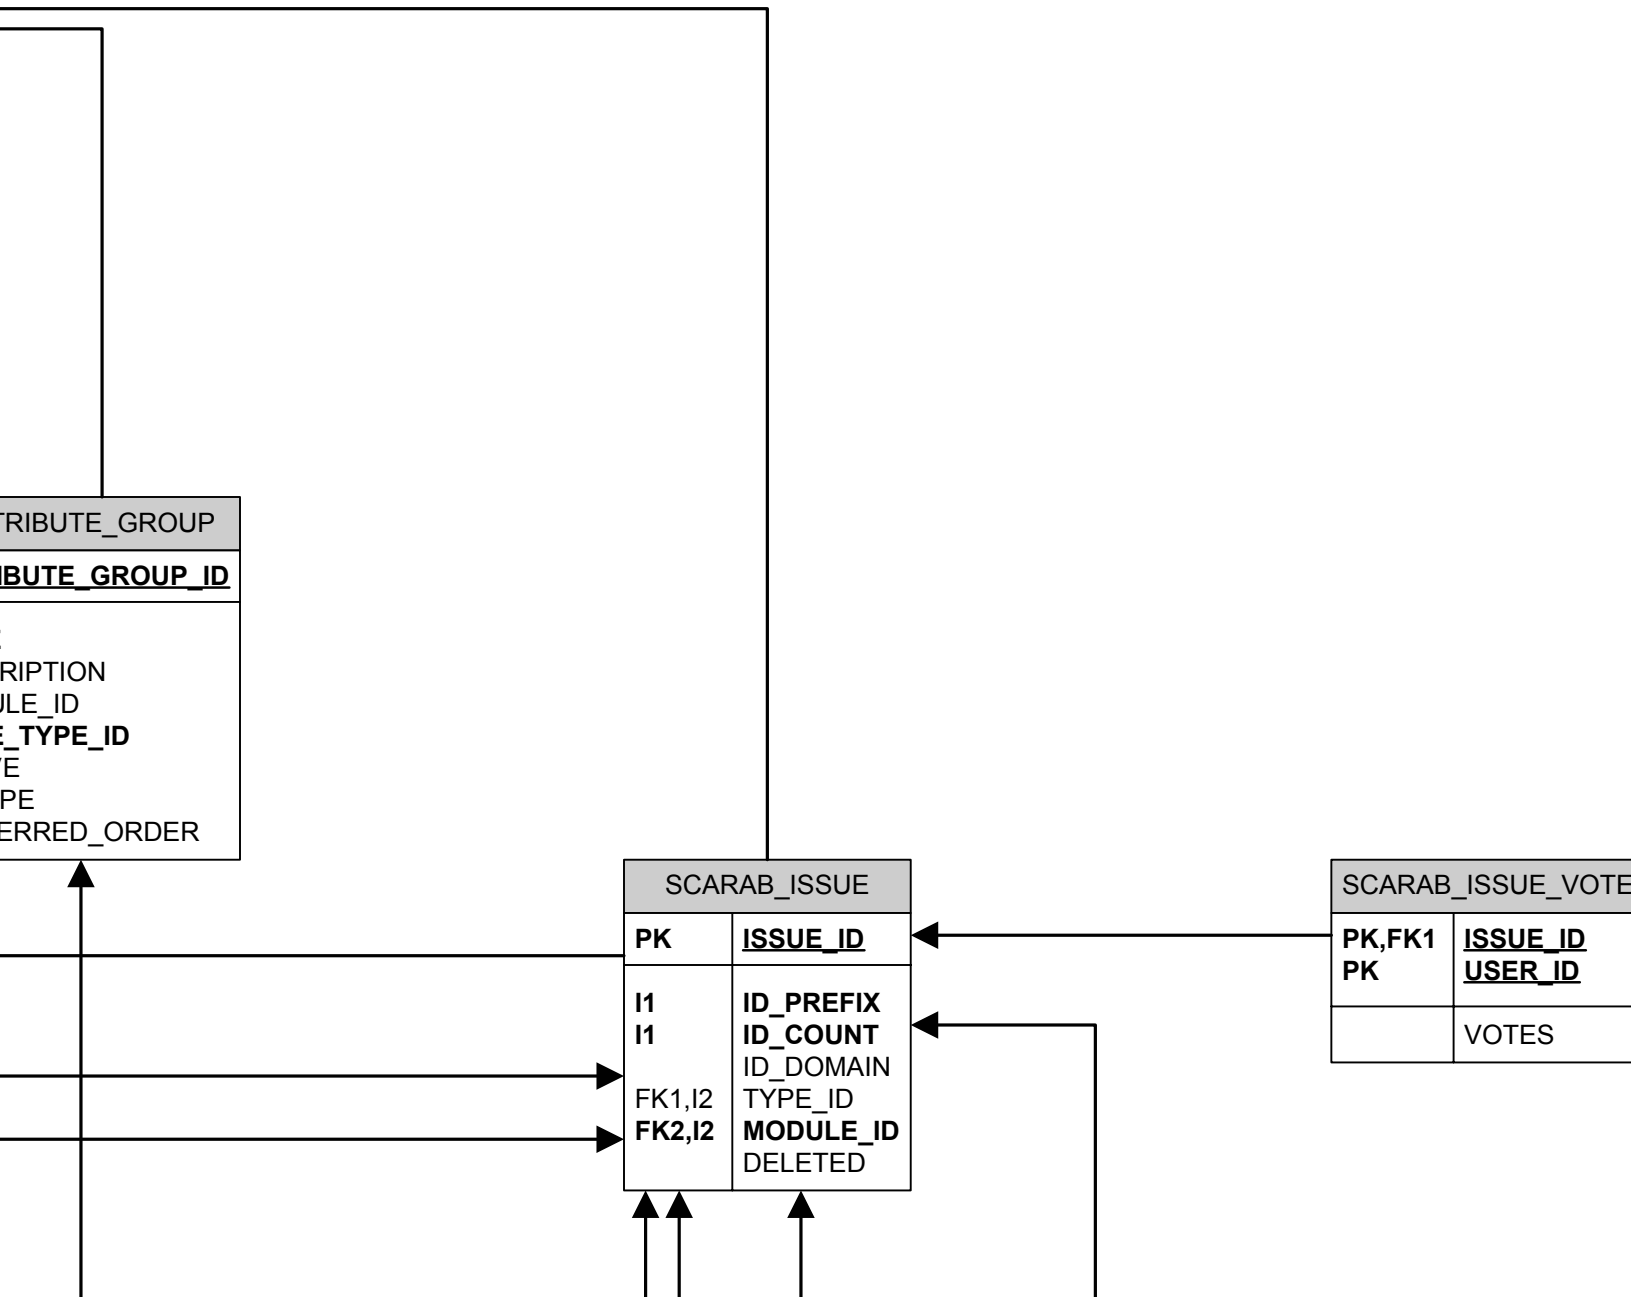 TRIBUTE_GROUP
IBUTE_GROUP_ID
RIPTION
ULE_ID
E_TYPE_ID
VE
PE
ERRED_ORDER
SCARAB_ISSUE
PK ISSUE_ID
I1 ID_PREFIX
I1 ID_COUNT
ID_DOMAIN
FK1,I2 TYPE_ID
FK2,I2 MODULE_ID
DELETED
SCARAB_ISSUE_VOTE
PK,FK1 ISSUE_ID
PK USER_ID
VOTES